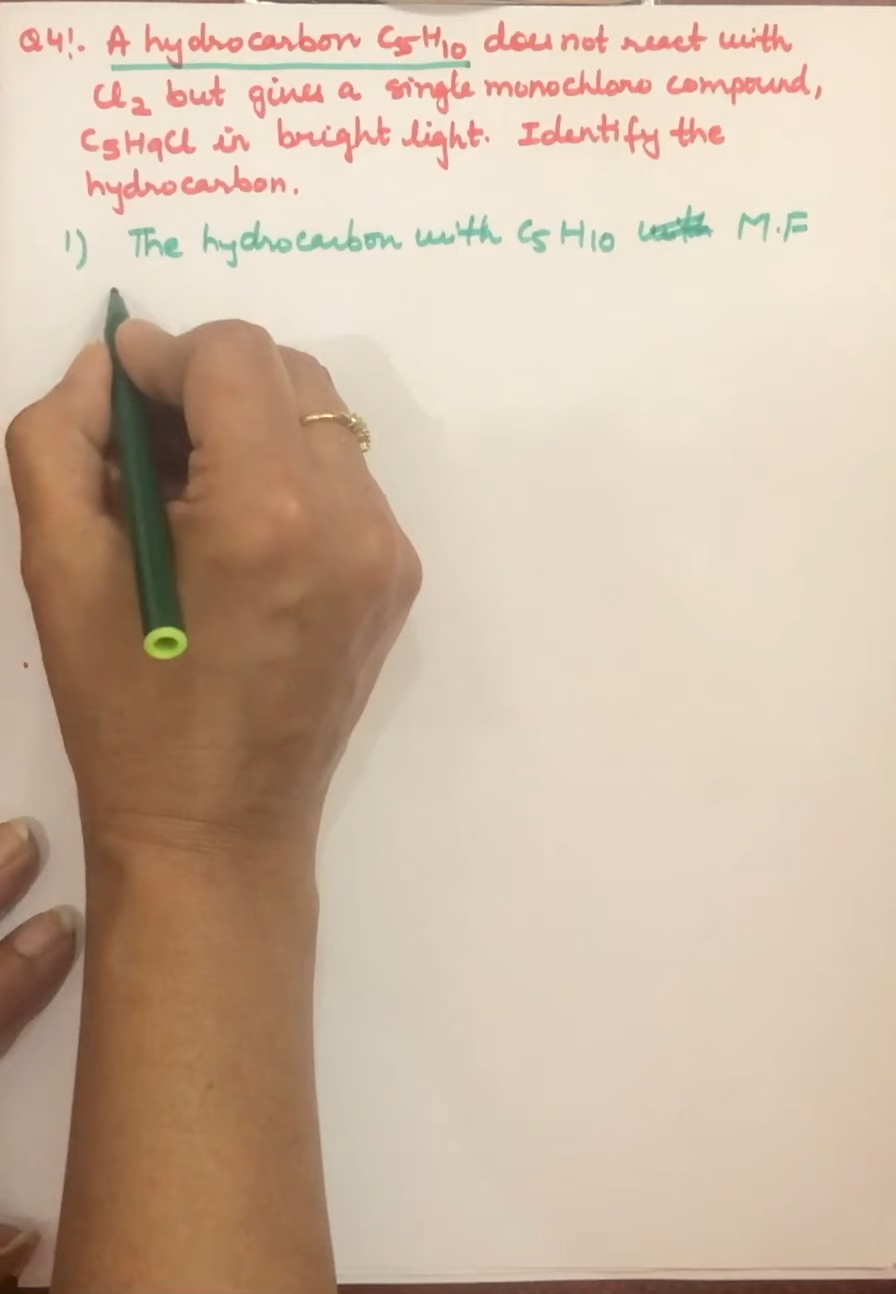 Q4!. A hydrocarbon C5H10 does not react with
Cl2 but gives a single monochloro compound,
C5H9Cl in bright light. Identify the
hydrocarbon.
1) The hydrocarbon with C5H10 M.F